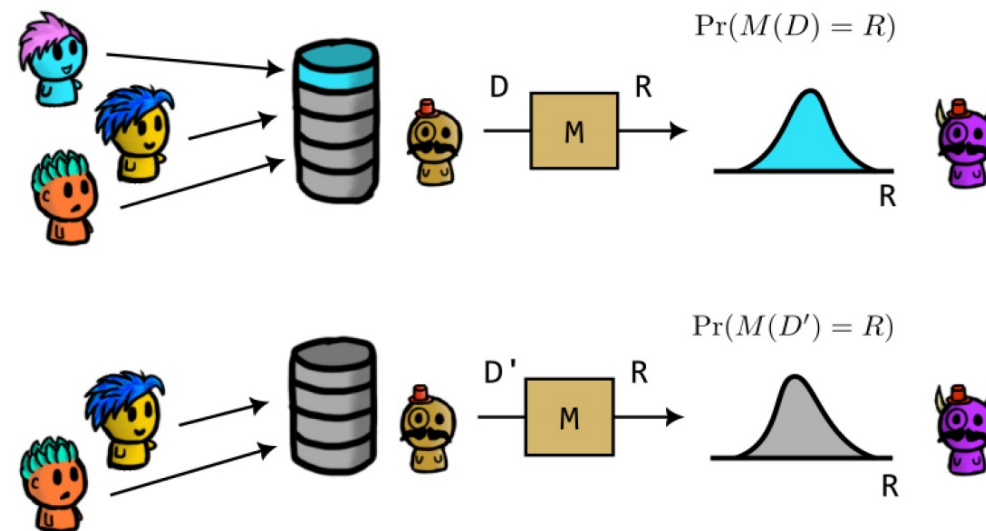 Pr(M(D) = R)
D
M
R
R
Pr(M(D′) = R)
D'
M
R
R